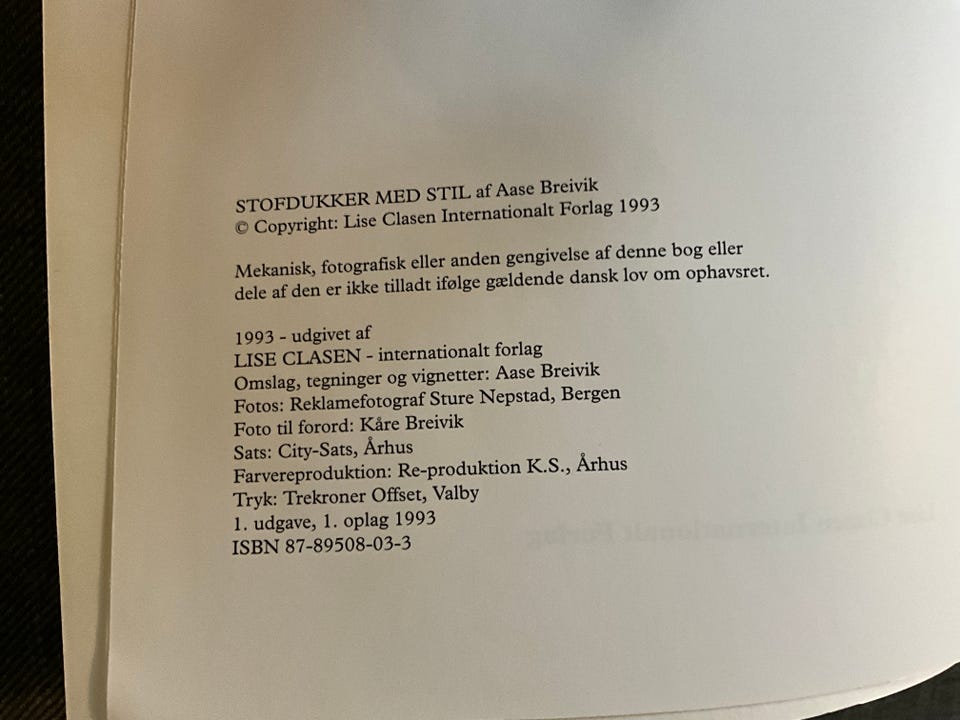 STOFDUKKER MED STIL af Aase Breivik
© Copyright: Lise Clasen Internationalt Forlag 1993
Mekanisk, fotografisk eller anden gengivelse af denne bog eller
dele af den er ikke tilladt ifølge gældende dansk lov om ophavsret.
1993 - udgivet af
LISE CLASEN - internationalt forlag
Omslag, tegninger og vignetter: Aase Breivik
Fotos: Reklamefotograf Sture Nepstad, Bergen
Foto til forord: Kåre Breivik
Sats: City-Sats, Århus
Farvereproduktion: Re-produktion K.S., Århus
Tryk: Trekroner Offset, Valby
1. udgave, 1. oplag 1993
ISBN 87-89508-03-3